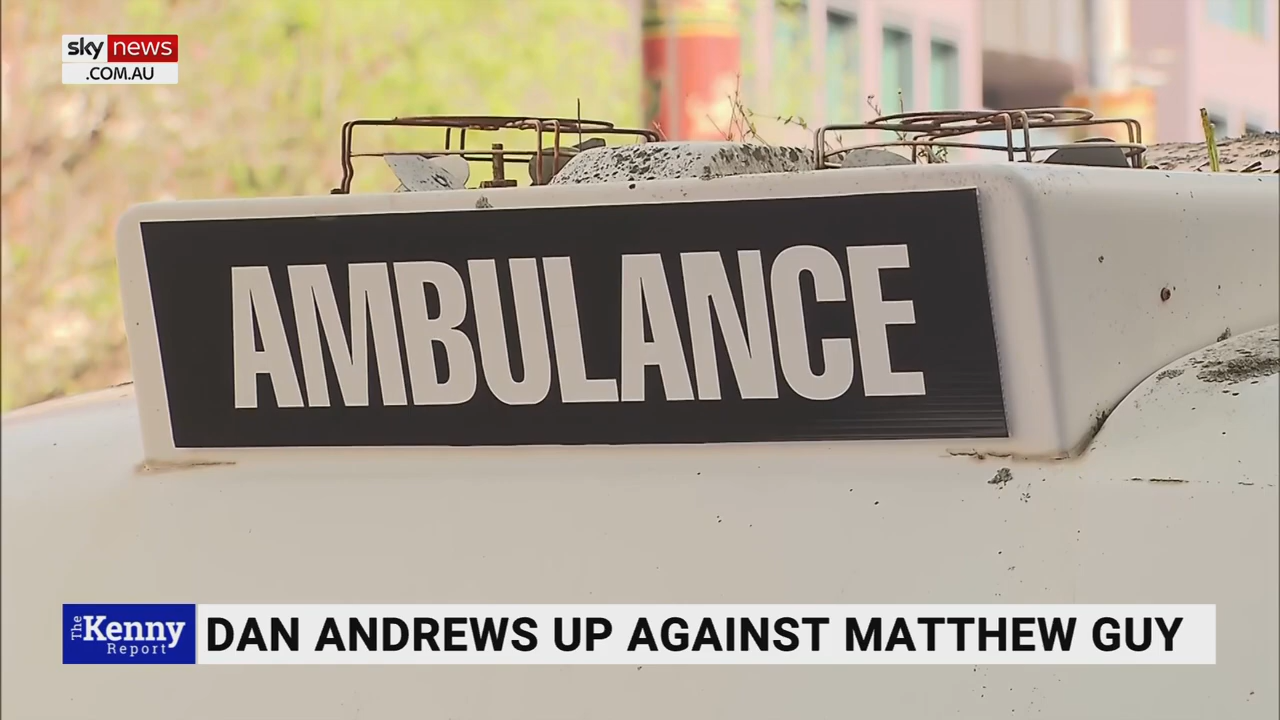 sky news
.COM.AU
AMBULANCE
The Kenny Report
DAN ANDREWS UP AGAINST MATTHEW GUY